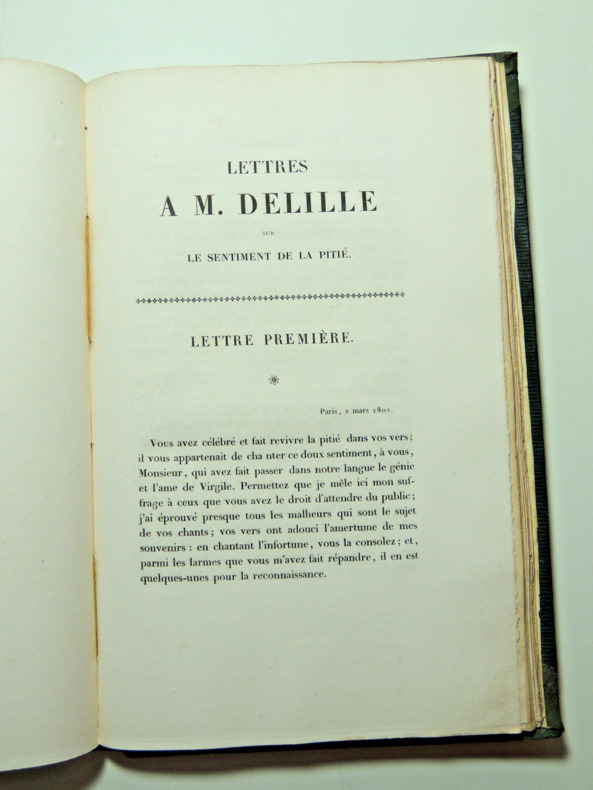 LETTRES
A M. DELILLE
SUR
LE SENTIMENT DE LA PITIÉ.
LETTRE PREMIÈRE.
Paris, 2 mars 1802.
Vous avez célébré et fait revivre la pitié dans vos vers;
il vous appartenait de cha nter ce doux sentiment, à vous,
Monsieur, qui avez fait passer dans notre langue le génie
et l'ame de Virgile. Permettez que je mêle ici mon suf-
frage à ceux que vous avez le droit d'attendre du public;
j'ai éprouvé presque tous les malheurs qui sont le sujet
de vos chants; vos vers ont adouci l'amertume de mes
souvenirs: en chantant l'infortune, vous la consolez; et,
parmi les larmes que vous m'avez fait répandre, il en est
quelques-unes pour la reconnaissance.